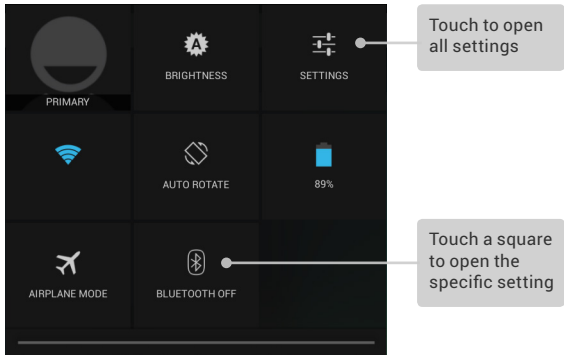 Touch to open
all settings
A
BRIGHTNESS
SETTINGS
PRIMARY
AUTO ROTATE
89%
Touch a square
to open the
specific setting
AIRPLANE MODE
BLUETOOTH OFF